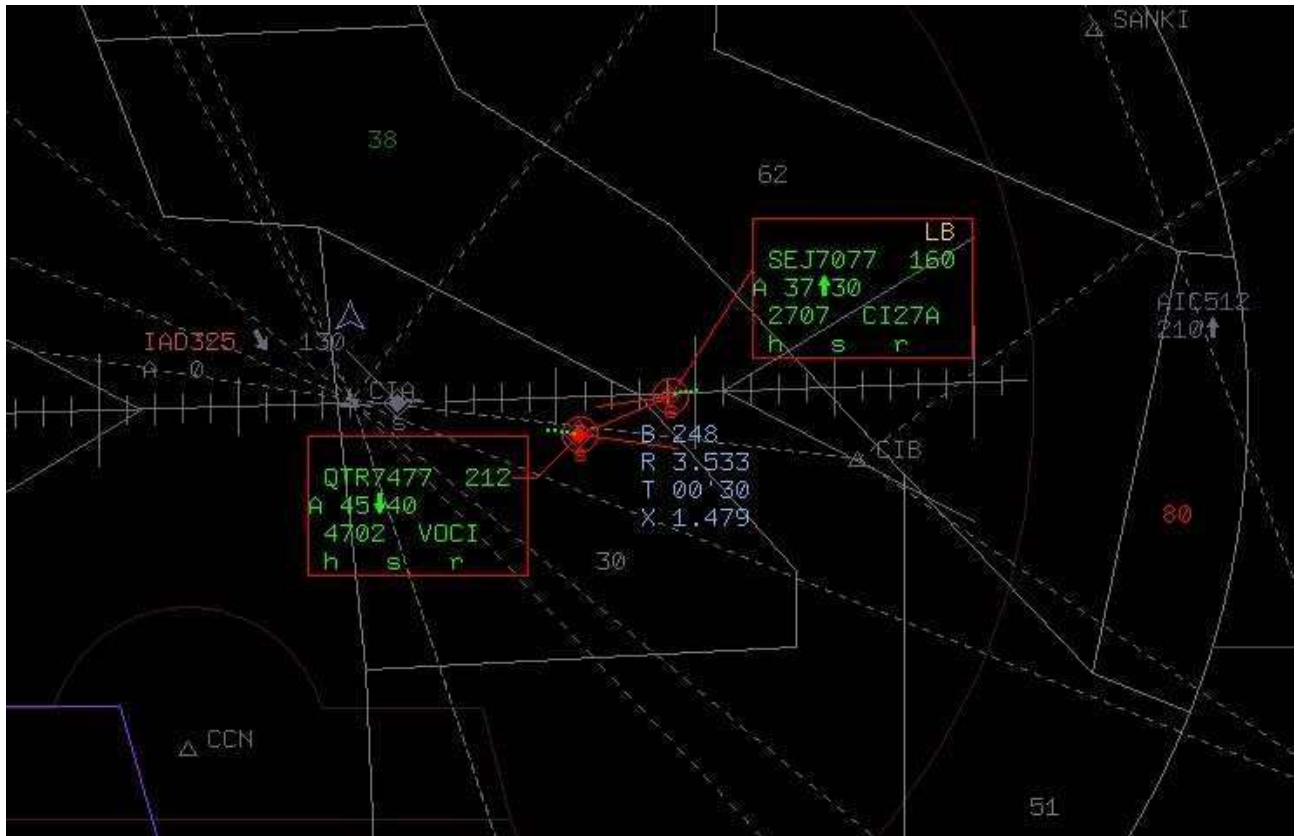 SANKI
38
62
LB
SEJ7077 160
A 37⬆30
2707 CI27A
h s r
AIC512
210⬆
IAD325 ⬊ 130
A 0
CIA
s
s
s
B 248
R 3.533
T 00'30
X 1.479
CIB
QTR7477 212
A 45⬇40
4702 VOCI
h s r
80
30
CCN
51